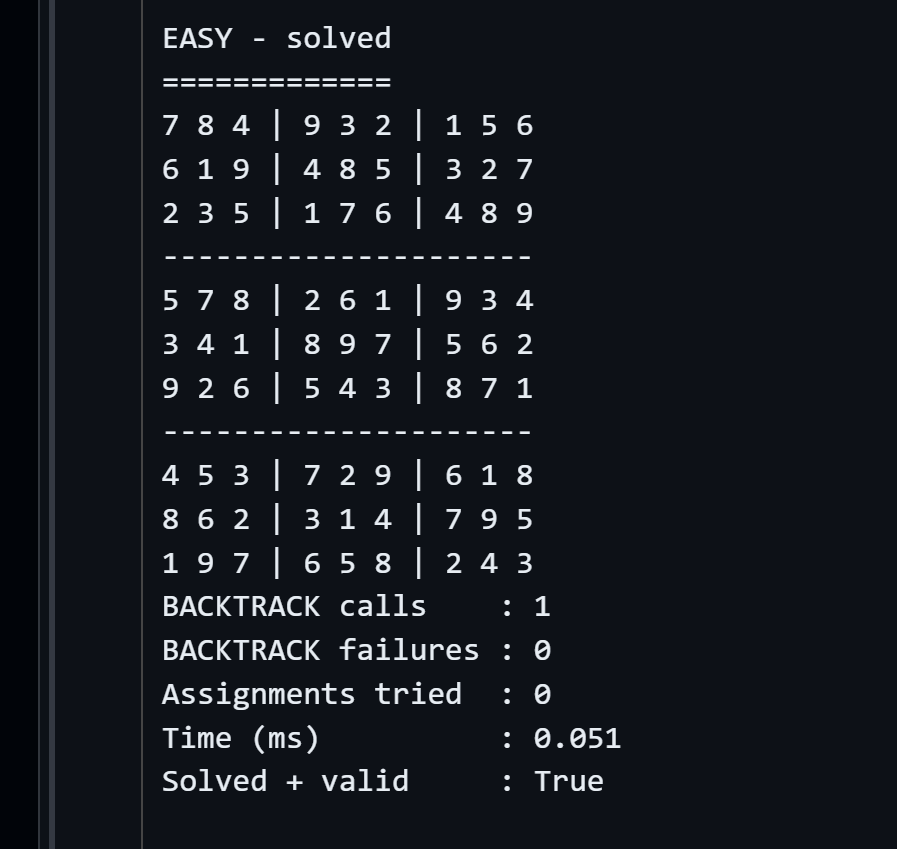 EASY - solved
=============
7 8 4 | 9 3 2 | 1 5 6
6 1 9 | 4 8 5 | 3 2 7
2 3 5 | 1 7 6 | 4 8 9
---------------------
5 7 8 | 2 6 1 | 9 3 4
3 4 1 | 8 9 7 | 5 6 2
9 2 6 | 5 4 3 | 8 7 1
---------------------
4 5 3 | 7 2 9 | 6 1 8
8 6 2 | 3 1 4 | 7 9 5
1 9 7 | 6 5 8 | 2 4 3
BACKTRACK calls    : 1
BACKTRACK failures : 0
Assignments tried  : 0
Time (ms)          : 0.051
Solved + valid     : True